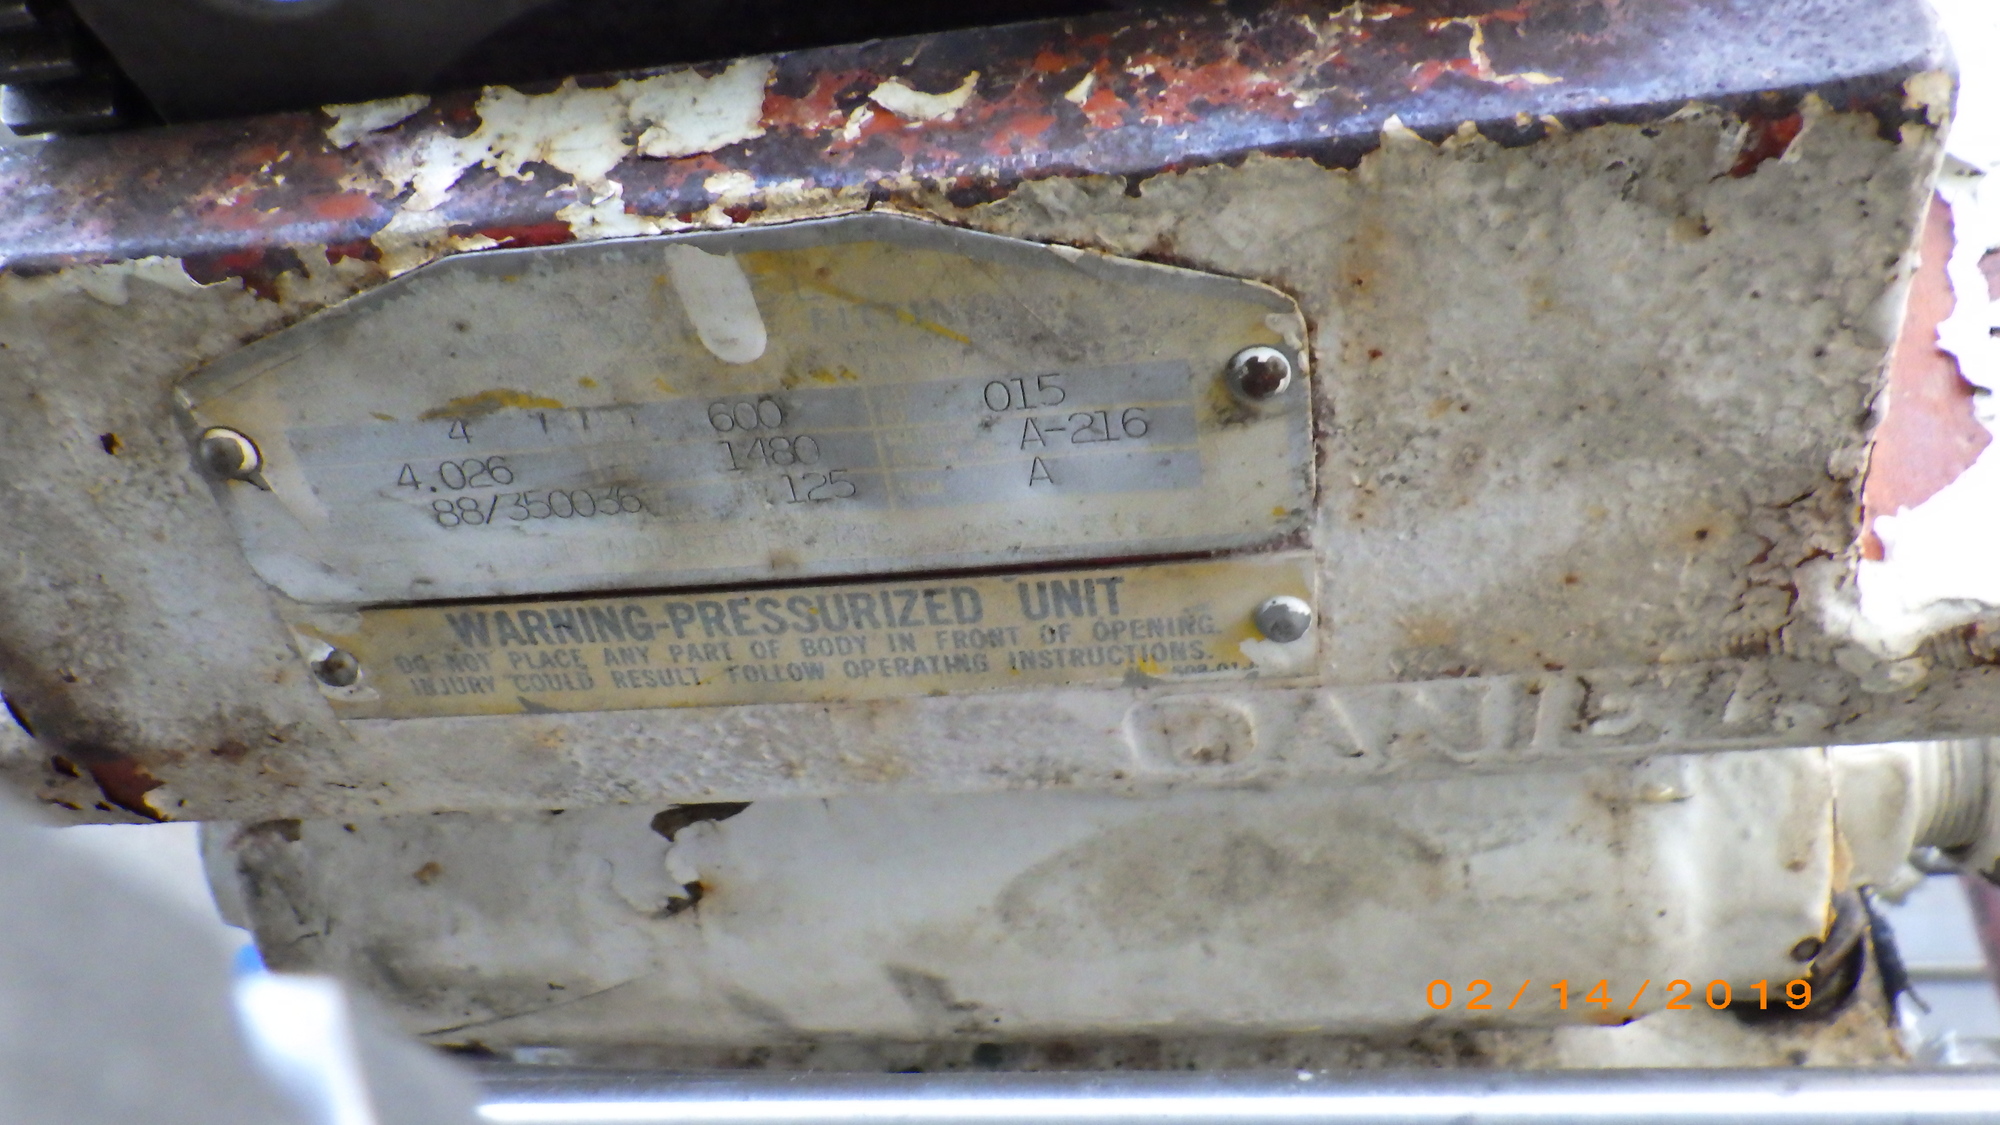 4 600 015
4.026 1480 A-216
88/350036 .125 A
WARNING-PRESSURIZED UNIT
DO NOT PLACE ANY PART OF BODY IN FRONT OF OPENING.
INJURY COULD RESULT. FOLLOW OPERATING INSTRUCTIONS.
DANIEL
02/14/2019